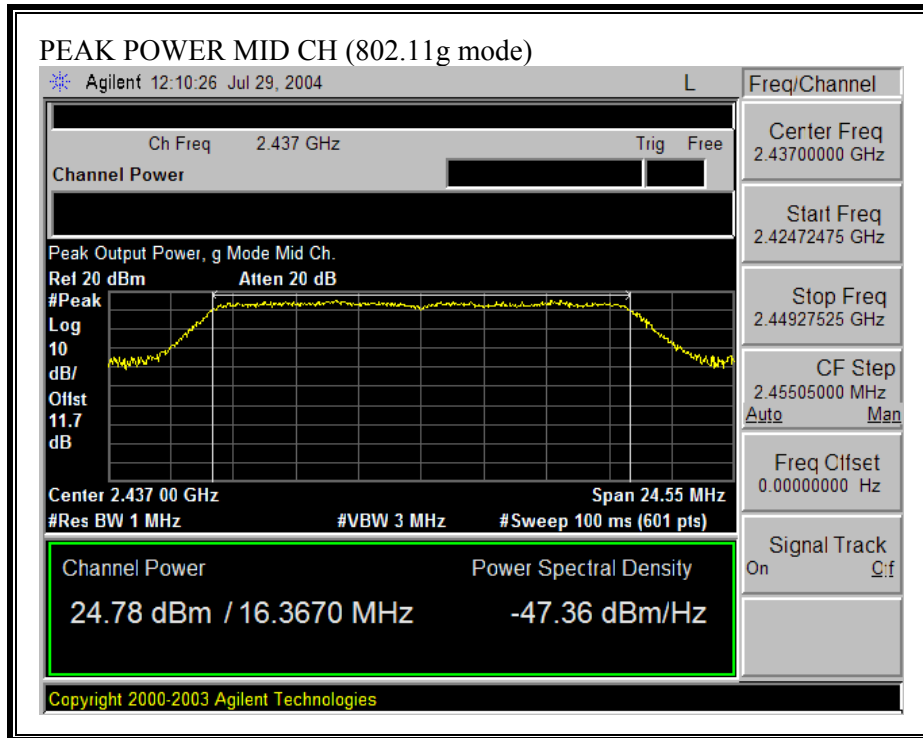 PEAK POWER MID CH (802.11g mode)
Agilent 12:10:26 Jul 29, 2004 L
Freq/Channel
Ch Freq 2.437 GHz Trig Free
Channel Power
Center Freq
2.43700000 GHz
Start Freq
2.42472475 GHz
Stop Freq
2.44927525 GHz
CF Step
2.45505000 MHz
Auto Man
Freq Offset
0.00000000 Hz
Signal Track
On Off
Peak Output Power, g Mode Mid Ch.
Ref 20 dBm Atten 20 dB
#Peak
Log
10
dB/
Offst
11.7
dB
Center 2.437 00 GHz Span 24.55 MHz
#Res BW 1 MHz #VBW 3 MHz #Sweep 100 ms (601 pts)
Channel Power Power Spectral Density
24.78 dBm / 16.3670 MHz -47.36 dBm/Hz
Copyright 2000-2003 Agilent Technologies